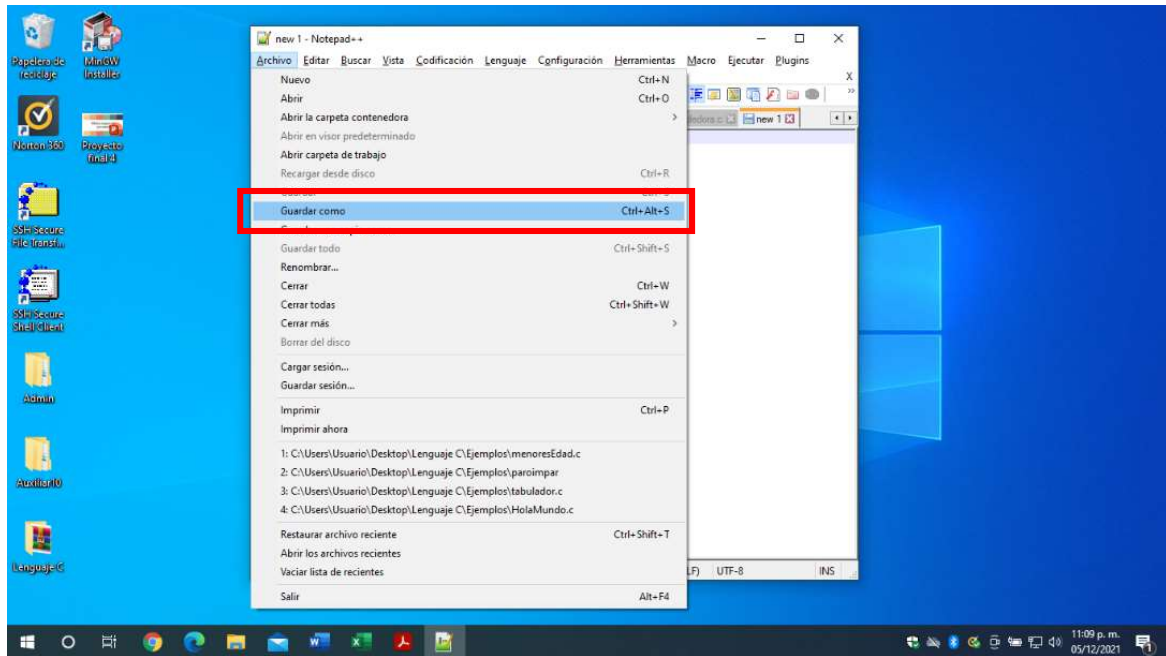 new 1 - Notepad++
Archivo Editar Buscar Vista Codificación Lenguaje Configuración Herramientas Macro Ejecutar Plugins
X
Nuevo Ctrl+N
Abrir Ctrl+O
Abrir la carpeta contenedora
new 1
Abrir en visor predeterminado
Abrir carpeta de trabajo
Recargar desde disco Ctrl+R
Guardar como Ctrl+Alt+S
Guardar todo Ctrl+Shift+S
Renombrar...
Cerrar Ctrl+W
Cerrar todas Ctrl+Shift+W
Cerrar más
Borrar del disco
Cargar sesión...
Guardar sesión...
Imprimir Ctrl+P
Imprimir ahora
1: C:\Users\Usuario\Desktop\Lenguaje C\Ejemplos\menoresEdad.c
2: C:\Users\Usuario\Desktop\Lenguaje C\Ejemplos\paroimpar
3: C:\Users\Usuario\Desktop\Lenguaje C\Ejemplos\tabulador.c
4: C:\Users\Usuario\Desktop\Lenguaje C\Ejemplos\HolaMundo.c
Restaurar archivo reciente Ctrl+Shift+T
Abrir los archivos recientes
Vaciar lista de recientes
LF) UTF-8 INS
Salir Alt+F4
Papelera de
reciclaje
MinGW
Installer
Norton 360
Proyecto
final 4
SSH Secure
File Transf...
SSH Secure
Shell Client
Admin
Auxiliar10
Lenguaje C
11:09 p. m.
05/12/2021